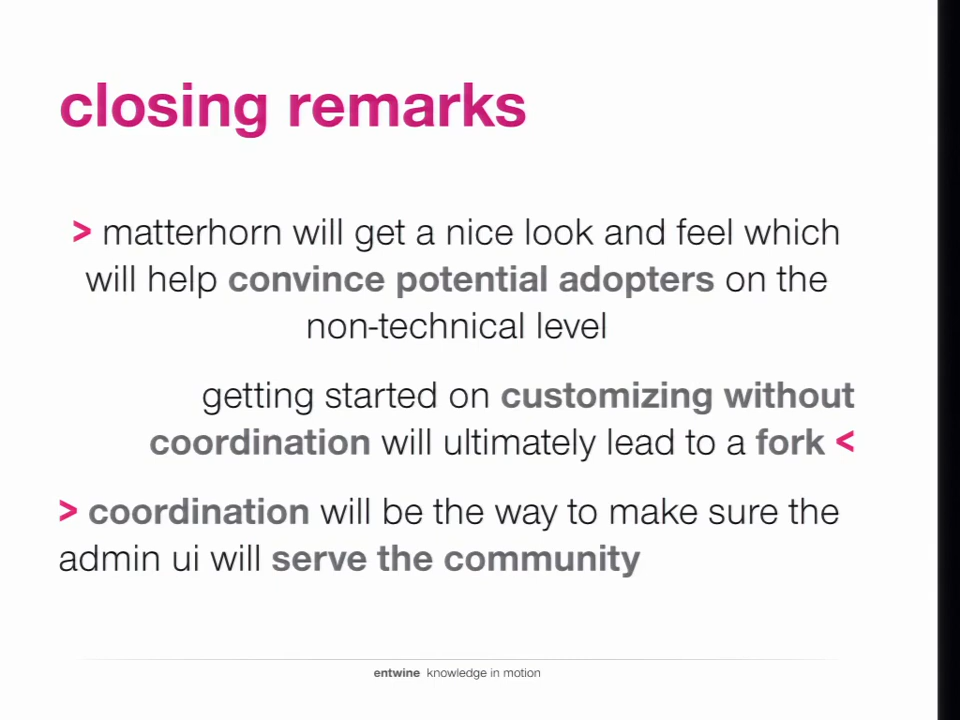 closing remarks
> matterhorn will get a nice look and feel which
will help convince potential adopters on the
non-technical level
getting started on customizing without
coordination will ultimately lead to a fork <
> coordination will be the way to make sure the
admin ui will serve the community
entwine knowledge in motion